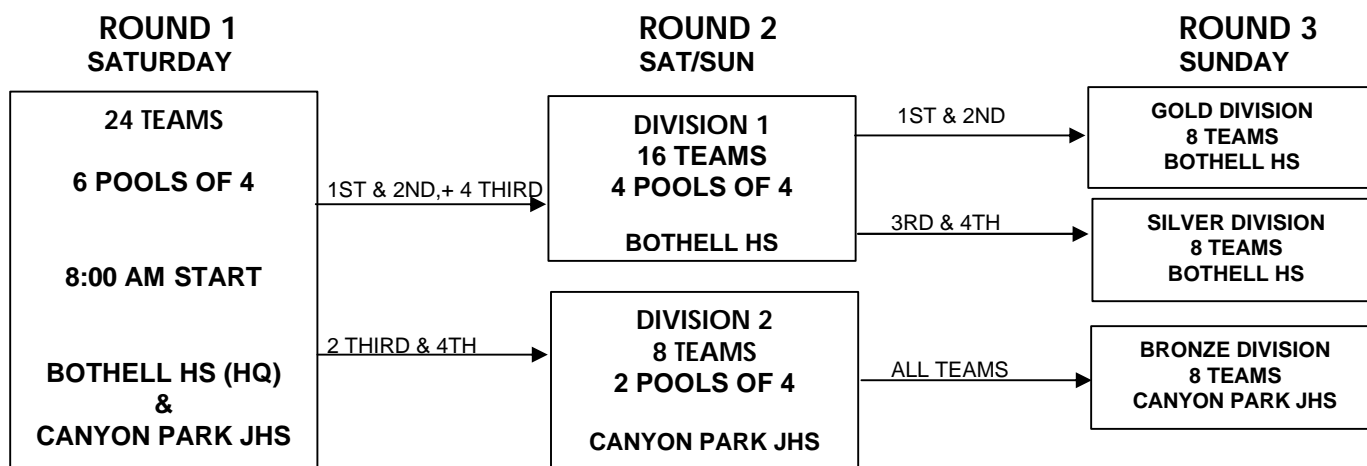 ROUND 1
SATURDAY
24 TEAMS
6 POOLS OF 4
8:00 AM START
BOTHELL HS (HQ)
&
CANYON PARK JHS
1ST & 2ND,+ 4 THIRD
2 THIRD & 4TH
ROUND 2
SAT/SUN
DIVISION 1
16 TEAMS
4 POOLS OF 4
BOTHELL HS
DIVISION 2
8 TEAMS
2 POOLS OF 4
CANYON PARK JHS
1ST & 2ND
3RD & 4TH
ALL TEAMS
ROUND 3
SUNDAY
GOLD DIVISION
8 TEAMS
BOTHELL HS
SILVER DIVISION
8 TEAMS
BOTHELL HS
BRONZE DIVISION
8 TEAMS
CANYON PARK JHS